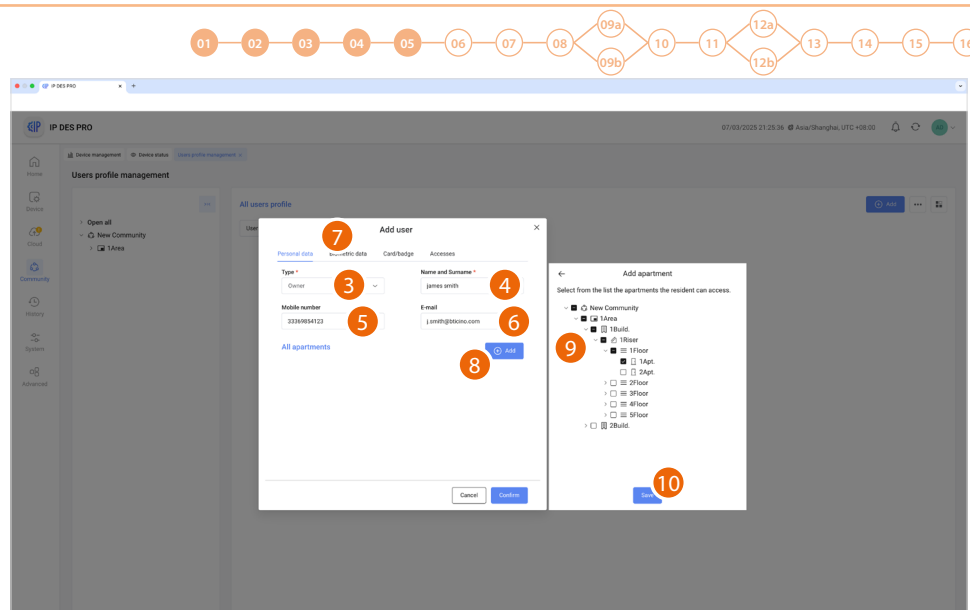 09a 12a
01 02 03 04 05 06 07 08 10 11 13 14 15 16
09b 12b
IP DES PRO × +
IP DES PRO 07/03/2025 21:25:36 Asia/Shanghai, UTC +08:00
Device management Device status Users profile management ×
Home Users profile management
Device All users profile Add
Open all
Cloud New Community
1Area
Community
History
System
Advanced
User
Add user ×
7
Personal data Biometric data Card/badge Accesses
Type * Name and Surname *
Owner 3 james smith 4
Mobile number E-mail
33369854123 5 j.smith@bticino.com 6
All apartments Add
8
Cancel Confirm
Add apartment
Select from the list the apartments the resident can access.
New Community
1Area
1Build.
9 1Riser
1Floor
1Apt.
2Apt.
2Floor
3Floor
4Floor
5Floor
2Build.
10
Save